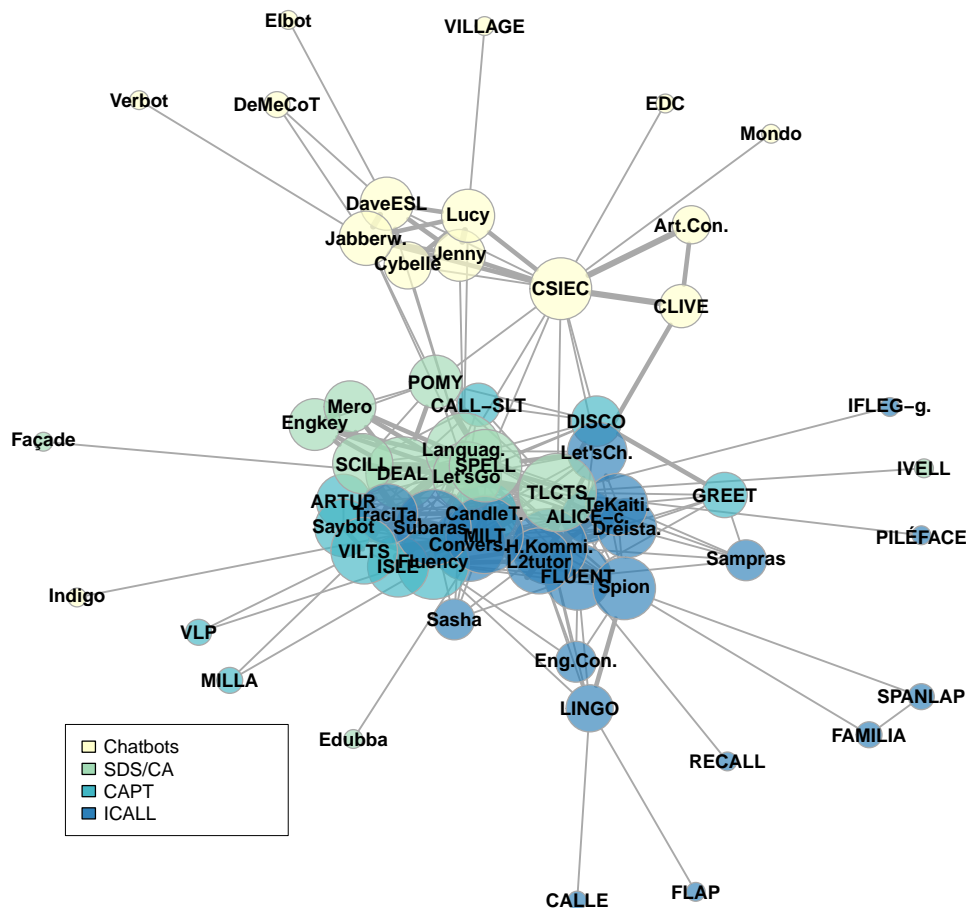 Elbot
VILLAGE
Verbot
DeMeCoT
EDC
Mondo
DaveESL
Lucy
Art.Con.
Jabberw.
Jenny
Cybelle
CSIEC
CLIVE
POMY
CALL−SLT
IFLEG−g.
Mero
DISCO
Engkey
Façade
Languag.
Let'sCh.
SCILL
SPELL
IVELL
DEAL
Let'sGo
TLCTS
GREET
ARTUR
TeKaiti.
TraciTa.
CandleT.
ALICE−c.
Saybot
Subaras.
Dreista.
PILÉFACE
MILT
Convers.
H.Kommi.
VILTS
Fluency
L2tutor
Sampras
ISLE
FLUENT
Spion
Indigo
Sasha
VLP
Eng.Con.
MILLA
SPANLAP
LINGO
FAMILIA
Edubba
RECALL
Chatbots
SDS/CA
CAPT
ICALL
FLAP
CALLE